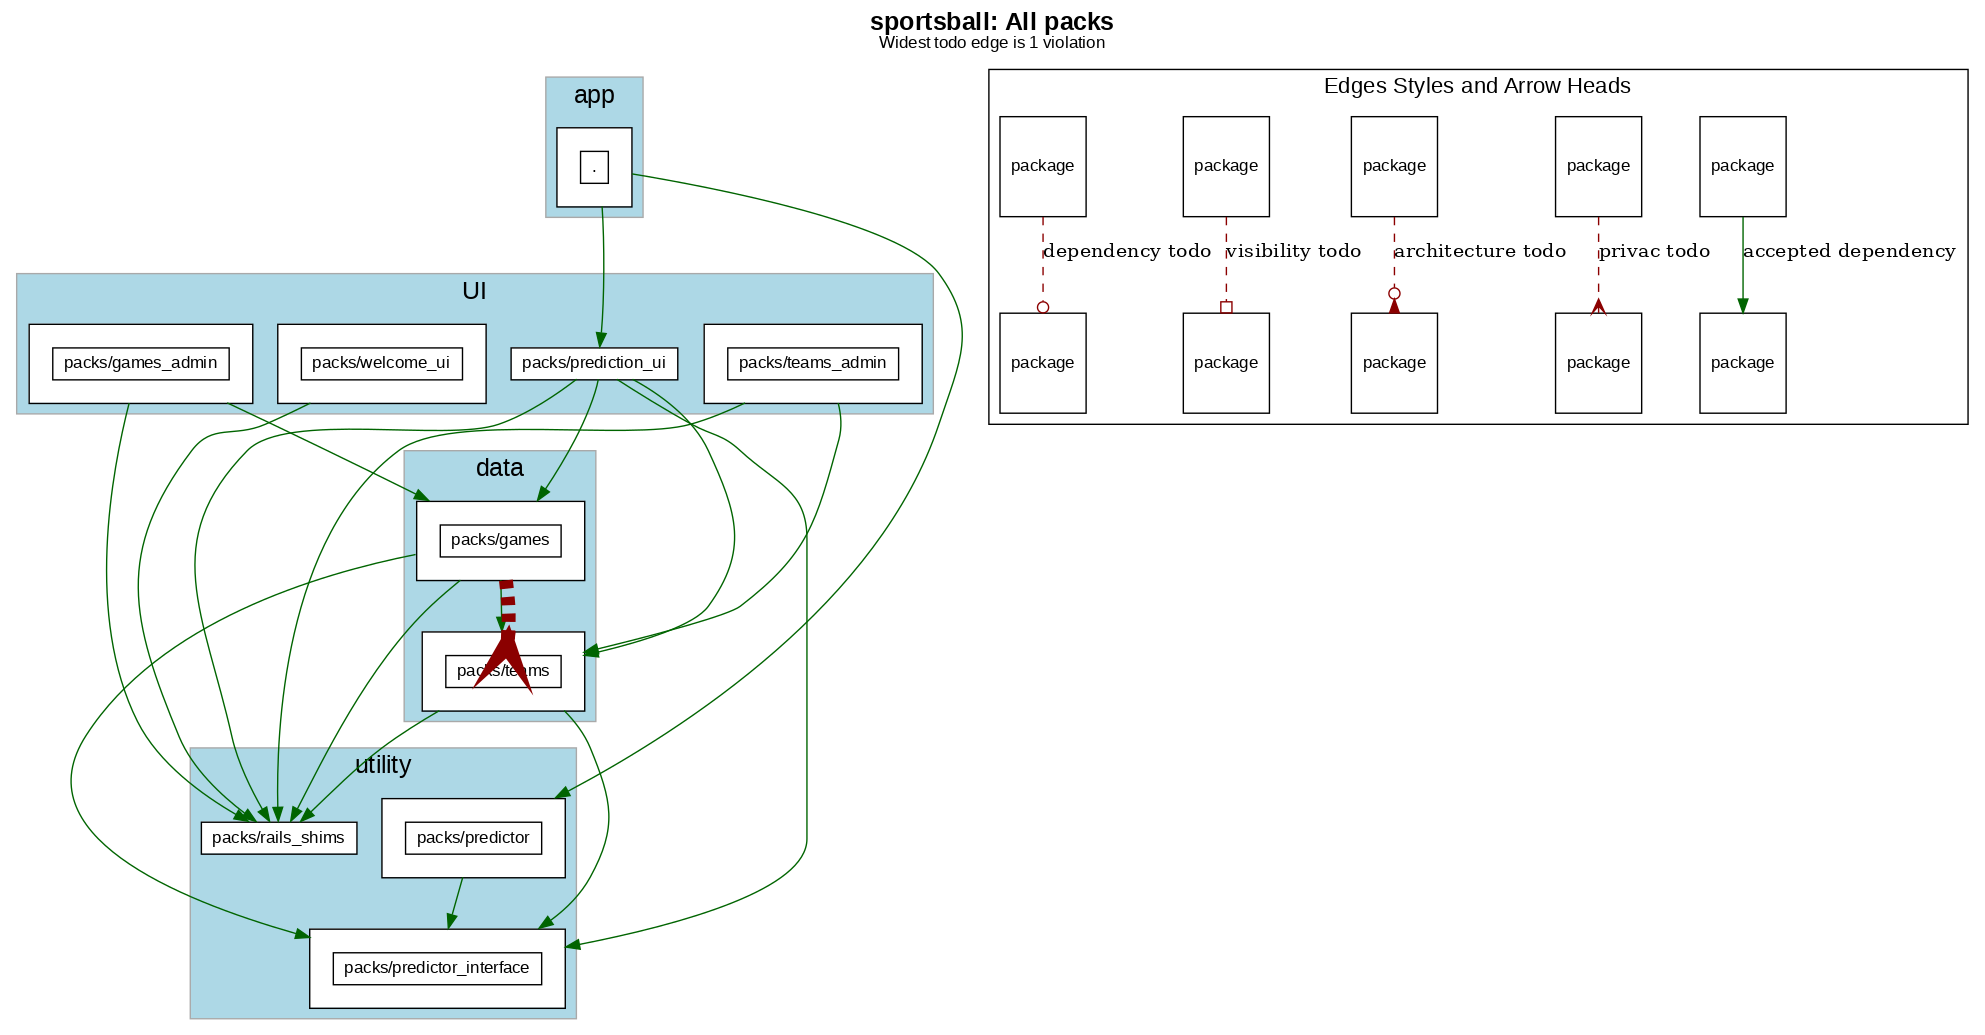 sportsball: All packs
Widest todo edge is 1 violation
app
.
UI
packs/games_admin
packs/welcome_ui
packs/prediction_ui
packs/teams_admin
data
packs/games
packs/teams
utility
packs/rails_shims
packs/predictor
packs/predictor_interface
Edges Styles and Arrow Heads
package
package
package
package
package
dependency todo
visibility todo
architecture todo
privac todo
accepted dependency
package
package
package
package
package